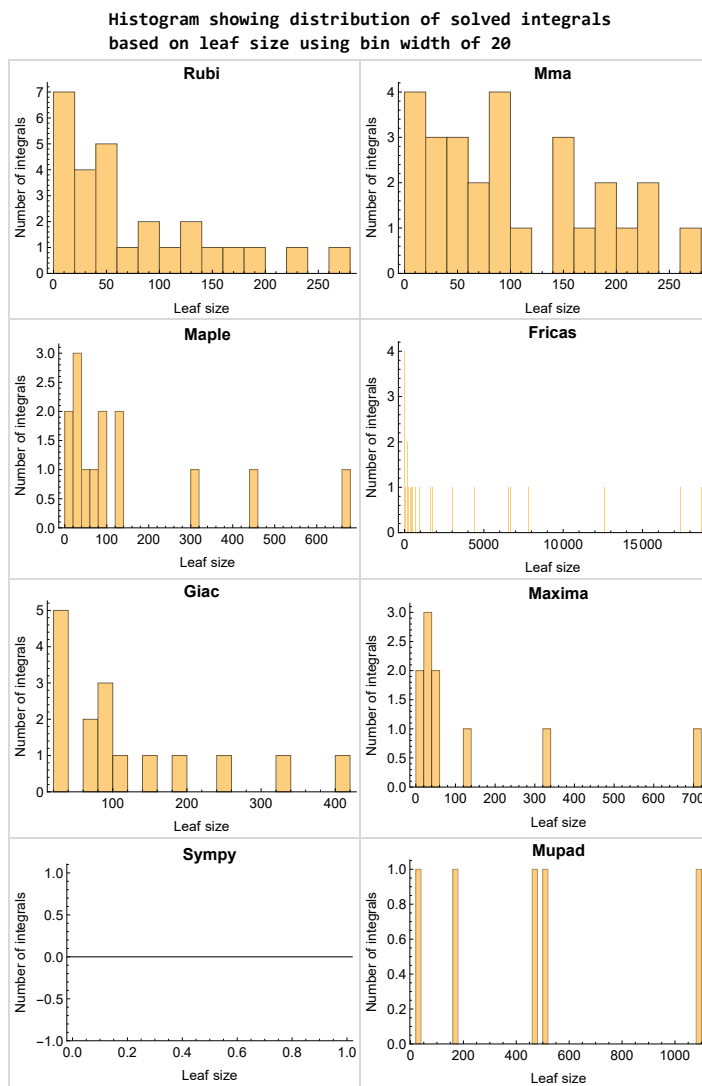 Histogram showing distribution of solved integrals
based on leaf size using bin width of 20
Rubi
Number of integrals
7
6
5
4
3
2
1
0
0 50 100 150 200 250
Leaf size
Mma
Number of integrals
4
3
2
1
0
0 50 100 150 200 250
Leaf size
Maple
Number of integrals
3.0
2.5
2.0
1.5
1.0
0.5
0.0
0 100 200 300 400 500 600
Leaf size
Fricas
Number of integrals
4
3
2
1
0
0 5000 10000 15000
Leaf size
Giac
Number of integrals
5
4
3
2
1
0
100 200 300 400
Leaf size
Maxima
Number of integrals
3.0
2.5
2.0
1.5
1.0
0.5
0.0
0 100 200 300 400 500 600 700
Leaf size
Sympy
Number of integrals
1.0
0.5
0.0
−0.5
−1.0
0.0 0.2 0.4 0.6 0.8 1.0
Leaf size
Mupad
Number of integrals
1.0
0.8
0.6
0.4
0.2
0.0
0 200 400 600 800 1000
Leaf size